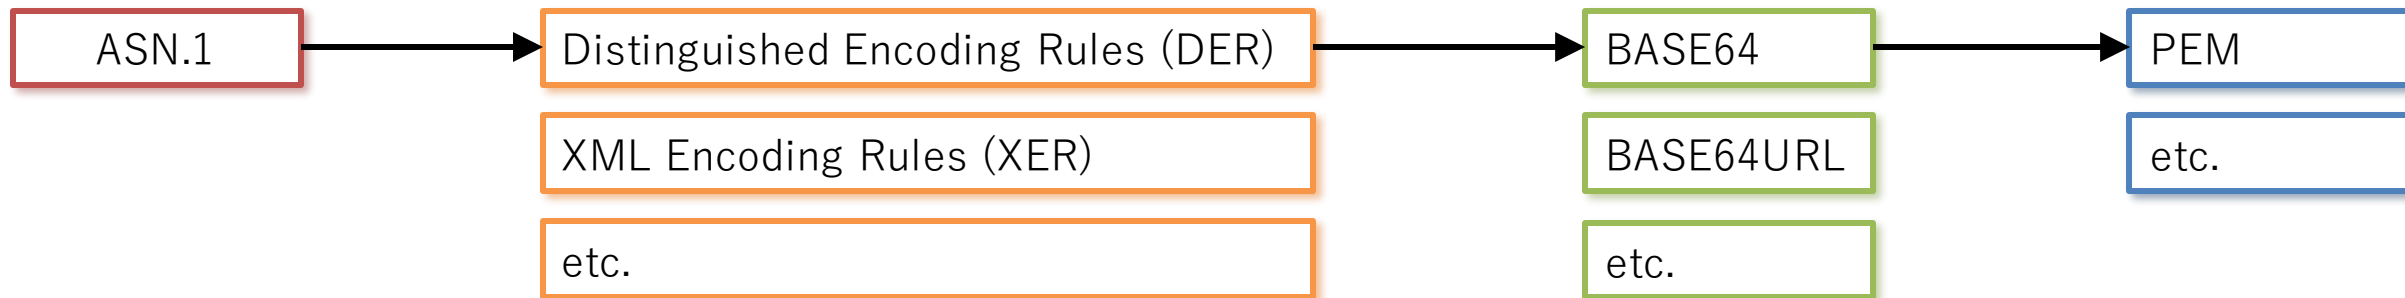 ASN.1
Distinguished Encoding Rules (DER)
BASE64
PEM
XML Encoding Rules (XER)
BASE64URL
etc.
etc.
etc.